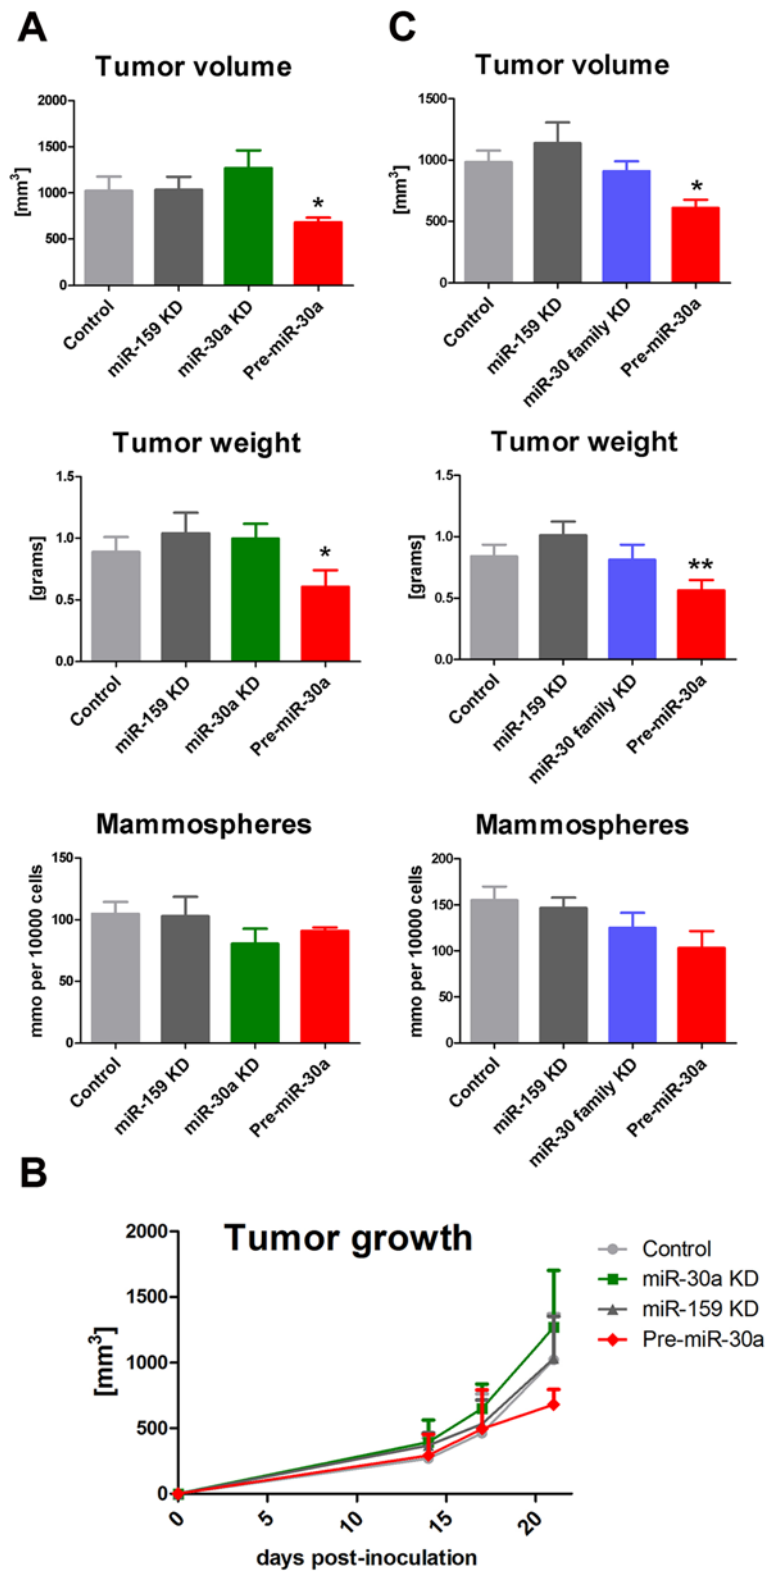 A
Tumor volume
[mm³]
2000
1500
1000
500
0
*
Control
miR-159 KD
miR-30a KD
Pre-miR-30a
Tumor weight
[grams]
1.5
1.0
0.5
0.0
*
Control
miR-159 KD
miR-30a KD
Pre-miR-30a
Mammospheres
mmo per 10000 cells
150
100
50
0
Control
miR-159 KD
miR-30a KD
Pre-miR-30a
C
Tumor volume
[mm³]
1500
1000
500
0
*
Control
miR-159 KD
miR-30 family KD
Pre-miR-30a
Tumor weight
[grams]
1.5
1.0
0.5
0.0
**
Control
miR-159 KD
miR-30 family KD
Pre-miR-30a
Mammospheres
mmo per 10000 cells
200
150
100
50
0
Control
miR-159 KD
miR-30 family KD
Pre-miR-30a
B
Tumor growth
[mm³]
2000
1500
1000
500
0
0
5
10
15
20
days post-inoculation
Control
miR-30a KD
miR-159 KD
Pre-miR-30a